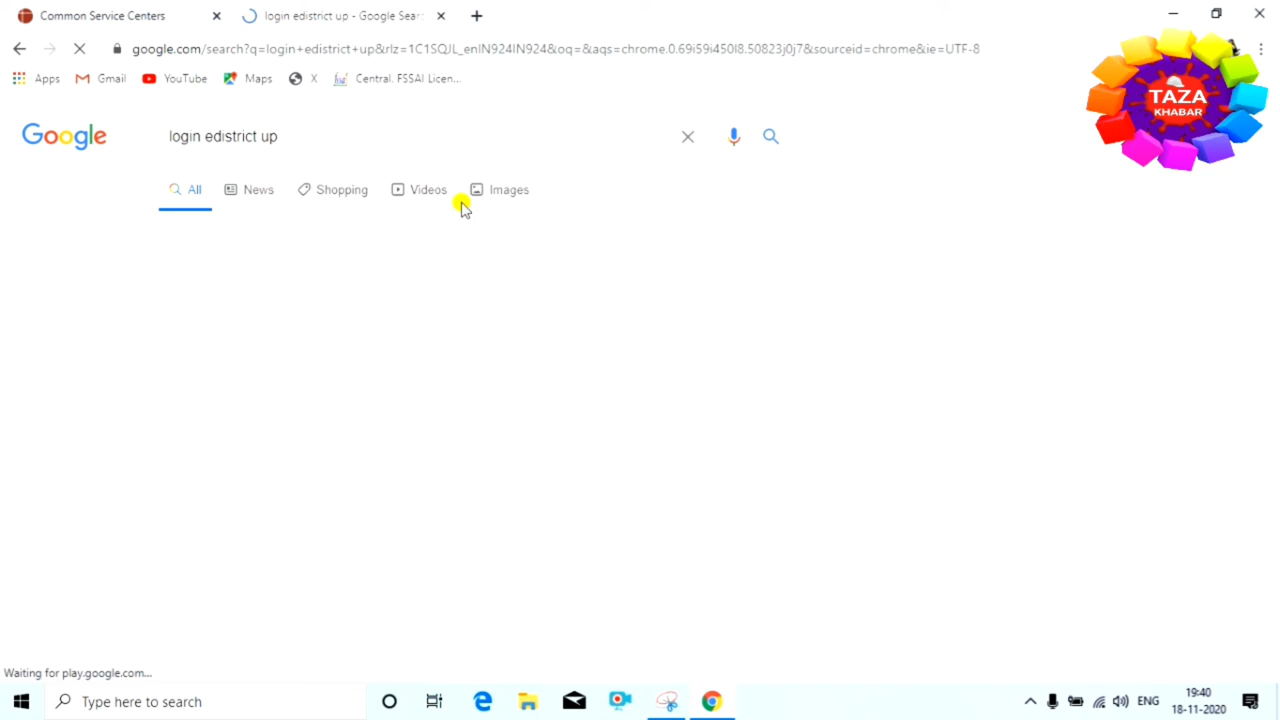 Common Service Centers
login edistrict up - Google Sear
google.com/search?q=login+edistrict+up&rlz=1C1SQJL_enIN924IN924&oq=&aqs=chrome.0.69i59i450l8.50823j0j7&sourceid=chrome&ie=UTF-8
Apps
Gmail
YouTube
Maps
X
Central. FSSAI Licen...
TAZA
KHABAR
Google
login edistrict up
All
News
Shopping
Videos
Images
Waiting for play.google.com...
Type here to search
ENG
19:40
18-11-2020